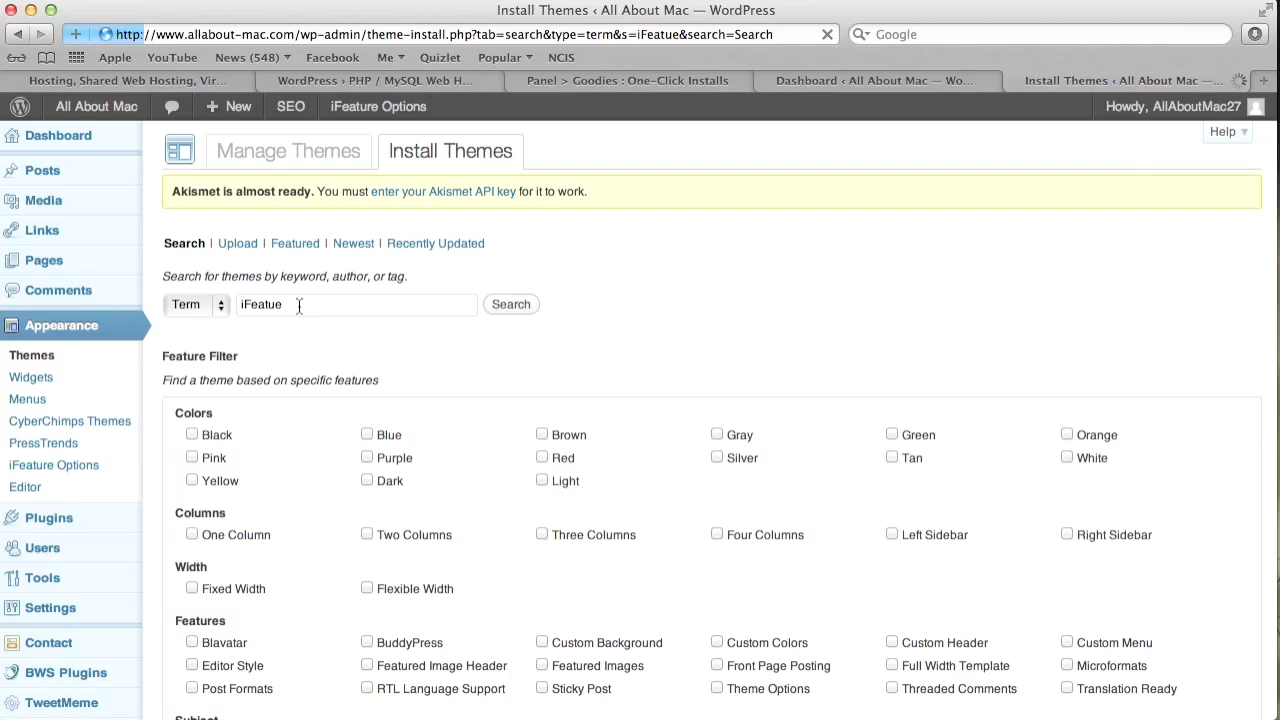 Install Themes ‹ All About Mac — WordPress
http://www.allabout-mac.com/wp-admin/theme-install.php?tab=search&type=term&s=iFeatue&search=Search
Google
Apple YouTube News (548) Facebook Me Quizlet Popular NCIS
Hosting, Shared Web Hosting, Vir... WordPress › PHP / MySQL Web H... Panel > Goodies : One-Click Installs Dashboard ‹ All About Mac — Wo... Install Themes ‹ All About Mac —...
All About Mac + New SEO iFeature Options Howdy, AllAboutMac27
Help
Dashboard
Posts
Media
Links
Pages
Comments
Appearance
Themes
Widgets
Menus
CyberChimps Themes
PressTrends
iFeature Options
Editor
Plugins
Users
Tools
Settings
Contact
BWS Plugins
TweetMeme
Manage Themes Install Themes
Akismet is almost ready. You must enter your Akismet API key for it to work.
Search | Upload | Featured | Newest | Recently Updated
Search for themes by keyword, author, or tag.
Term iFeatue Search
Feature Filter
Find a theme based on specific features
Colors
Black Blue Brown Gray Green Orange
Pink Purple Red Silver Tan White
Yellow Dark Light
Columns
One Column Two Columns Three Columns Four Columns Left Sidebar Right Sidebar
Width
Fixed Width Flexible Width
Features
Blavatar BuddyPress Custom Background Custom Colors Custom Header Custom Menu
Editor Style Featured Image Header Featured Images Front Page Posting Full Width Template Microformats
Post Formats RTL Language Support Sticky Post Theme Options Threaded Comments Translation Ready
Subject